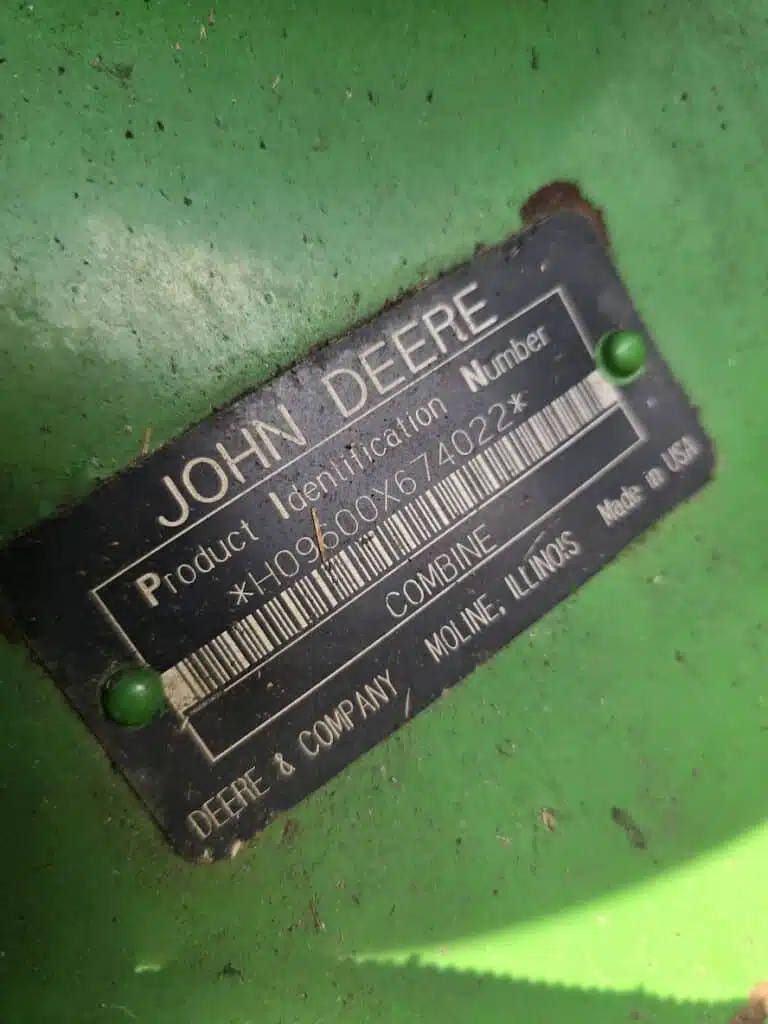 JOHN DEERE
Product Identification Number
*H09600X674022*
COMBINE
DEERE & COMPANY MOLINE, ILLINOIS Made in USA